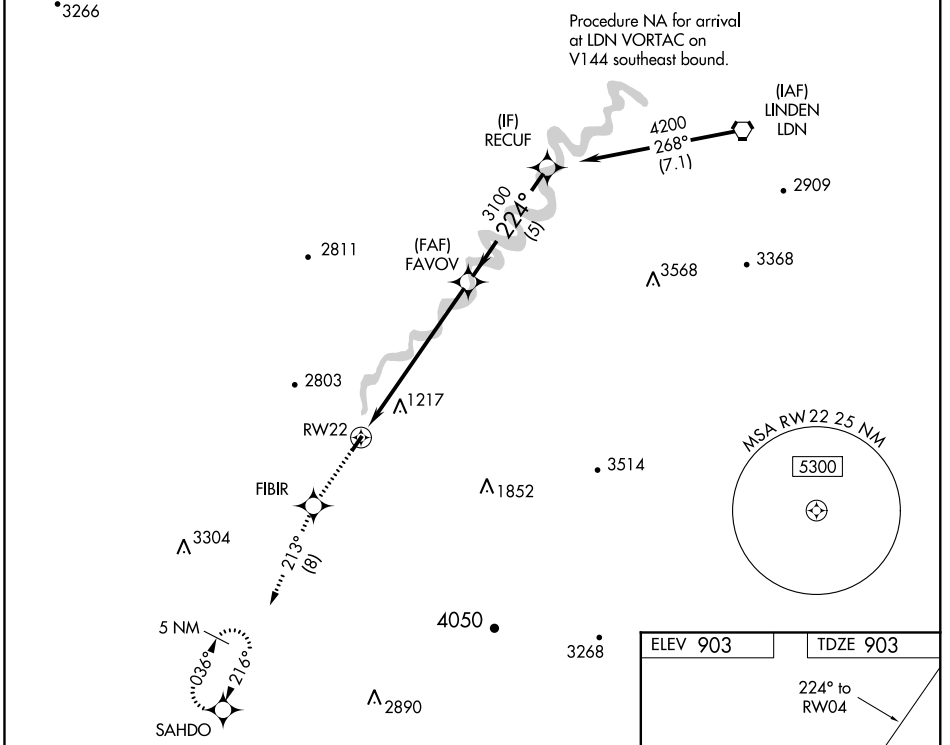 3266
Procedure NA for arrival
at LDN VORTAC on
V144 southeast bound.
(IAF)
LINDEN
LDN
(IF)
RECUF
4200
268°
(7.1)
2909
3100
224°
(5)
(FAF)
FAVOV
2811
3568
3368
2803
1217
RW22
MSA RW22 25 NM
5300
3514
FIBIR
1852
3304
213°
(8)
4050
5 NM
3268
036°
216°
ELEV 903
TDZE 903
224° to
RW04
2890
SAHDO